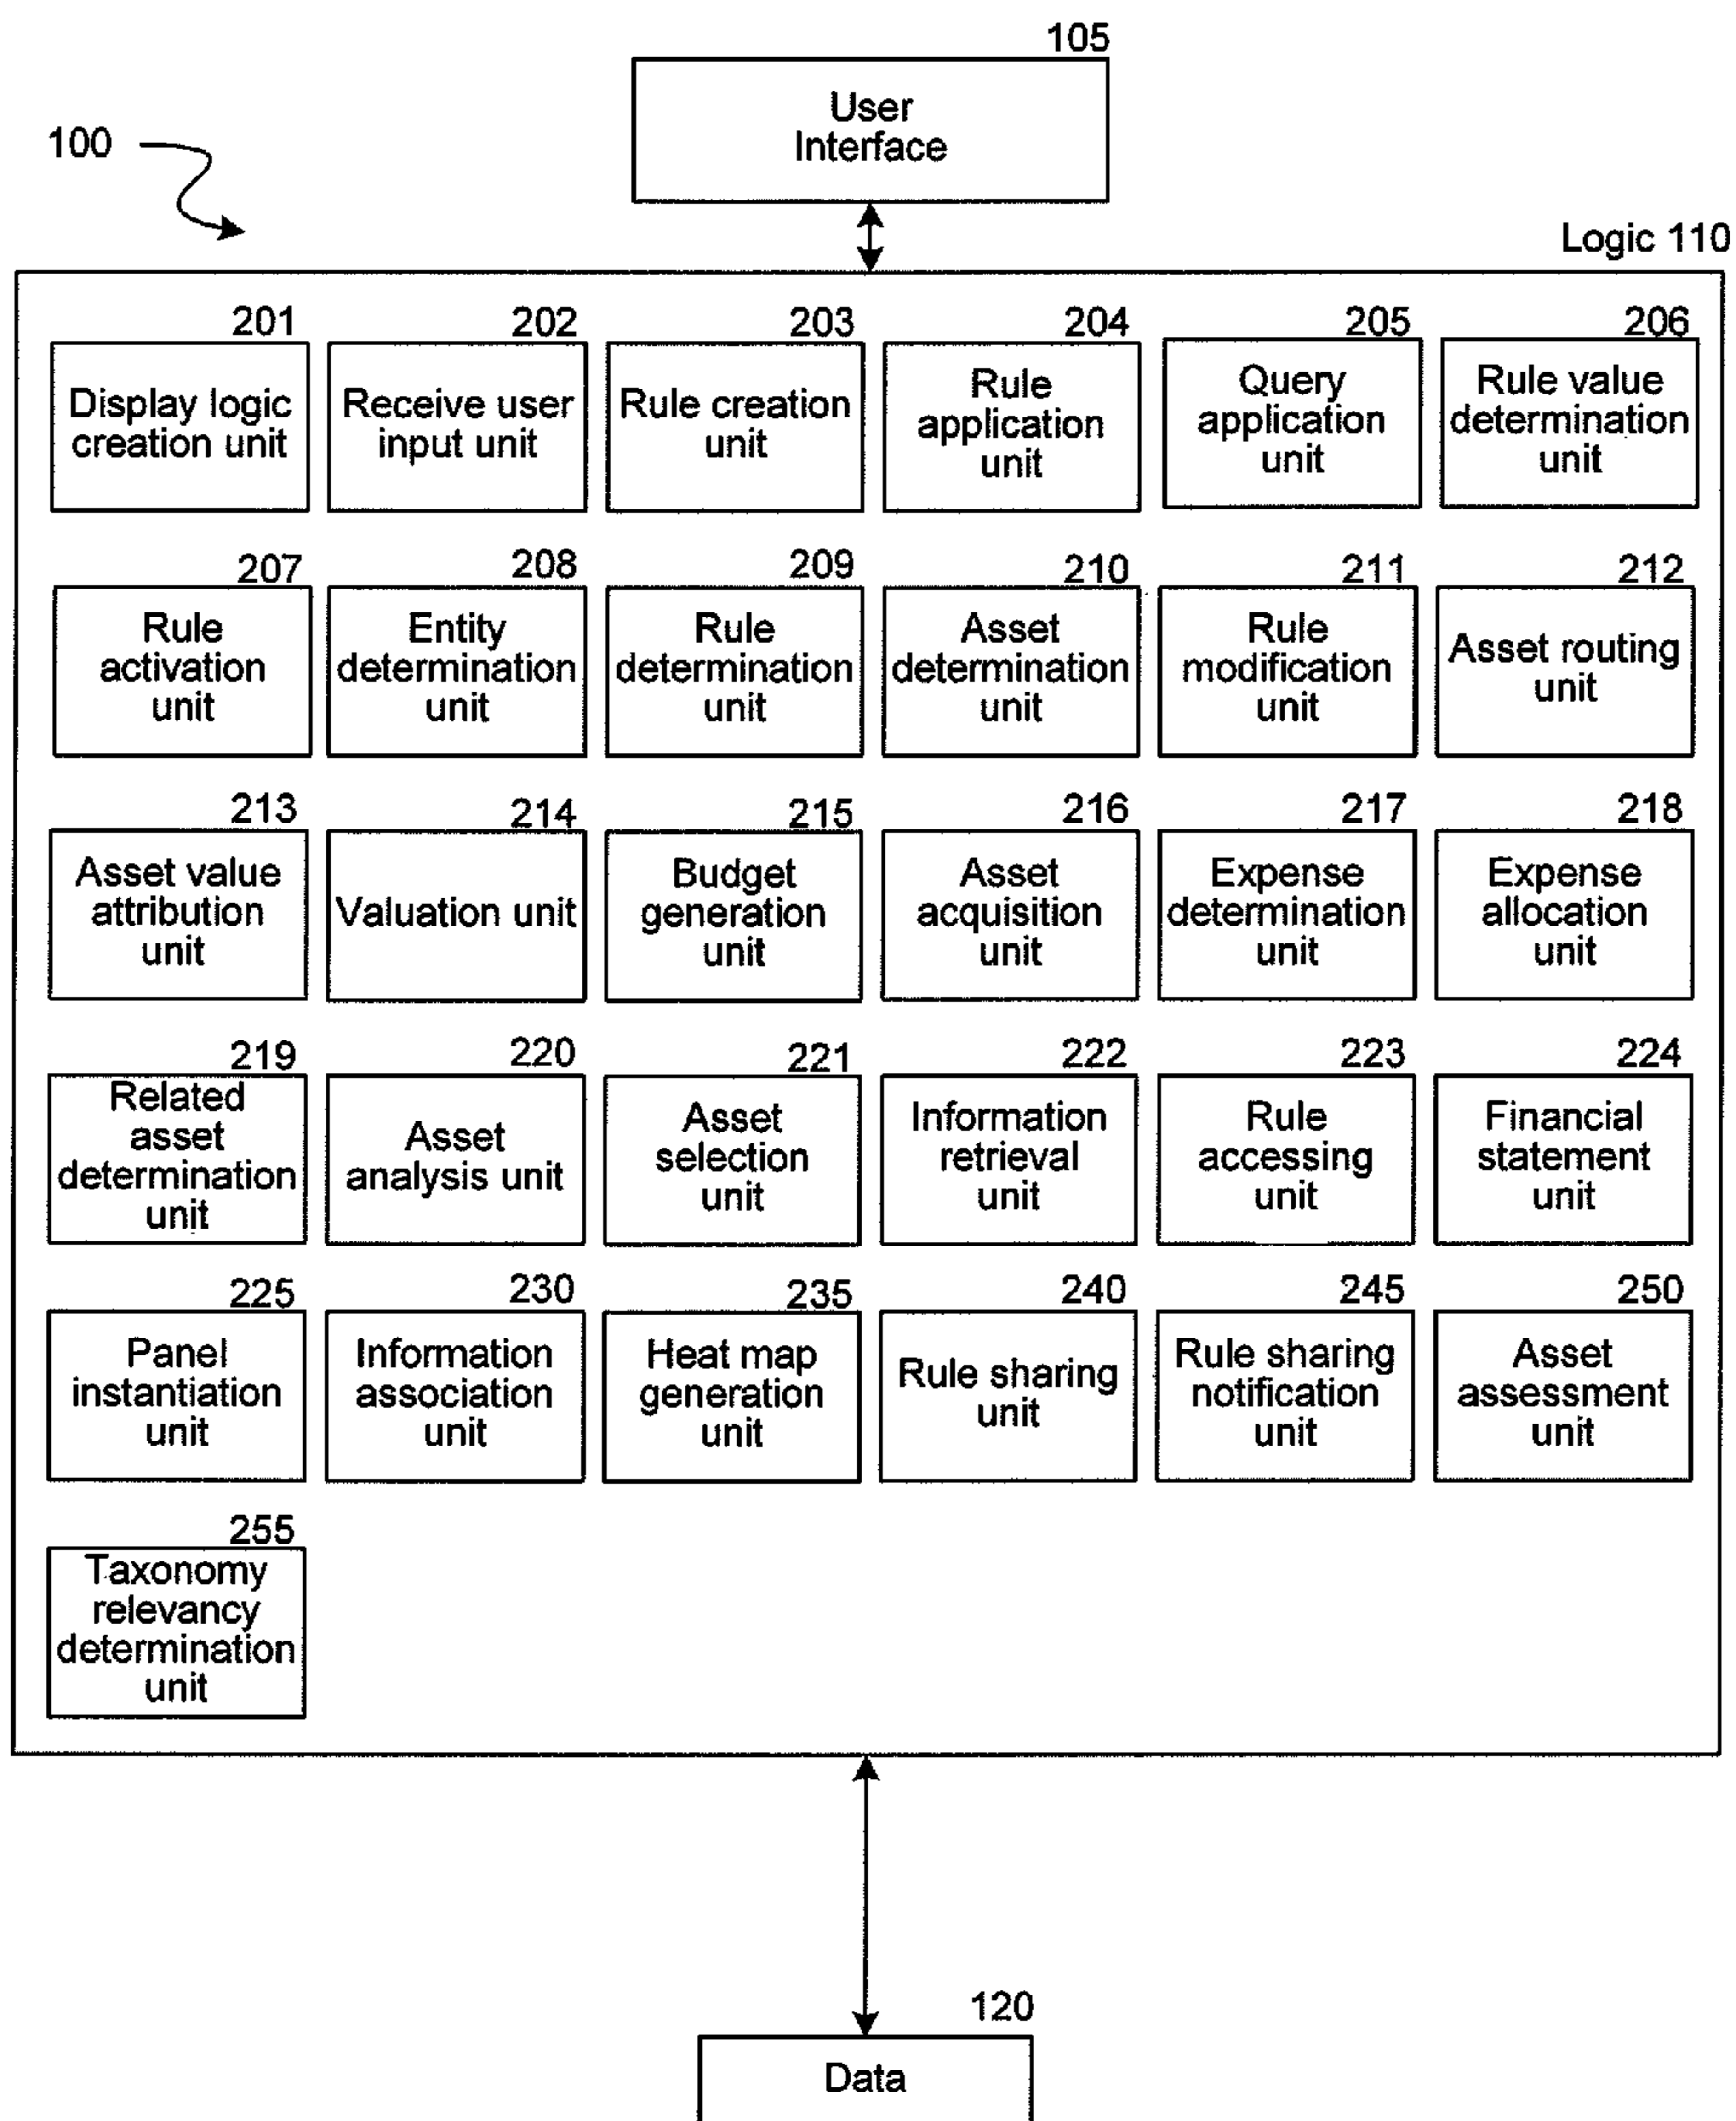 105
User
Interface
100
Logic 110
201
Display logic
creation unit
202
Receive user
input unit
203
Rule creation
unit
204
Rule
application
unit
205
Query
application
unit
206
Rule value
determination
unit
207
Rule
activation
unit
208
Entity
determination
unit
209
Rule
determination
unit
210
Asset
determination
unit
211
Rule
modification
unit
212
Asset routing
unit
213
Asset value
attribution
unit
214
Valuation unit
215
Budget
generation
unit
216
Asset
acquisition
unit
217
Expense
determination
unit
218
Expense
allocation
unit
219
Related
asset
determination
unit
220
Asset
analysis unit
221
Asset
selection
unit
222
Information
retrieval
unit
223
Rule
accessing
unit
224
Financial
statement
unit
225
Panel
instantiation
unit
230
Information
association
unit
235
Heat map
generation
unit
240
Rule sharing
unit
245
Rule sharing
notification
unit
250
Asset
assessment
unit
255
Taxonomy
relevancy
determination
unit
120
Data